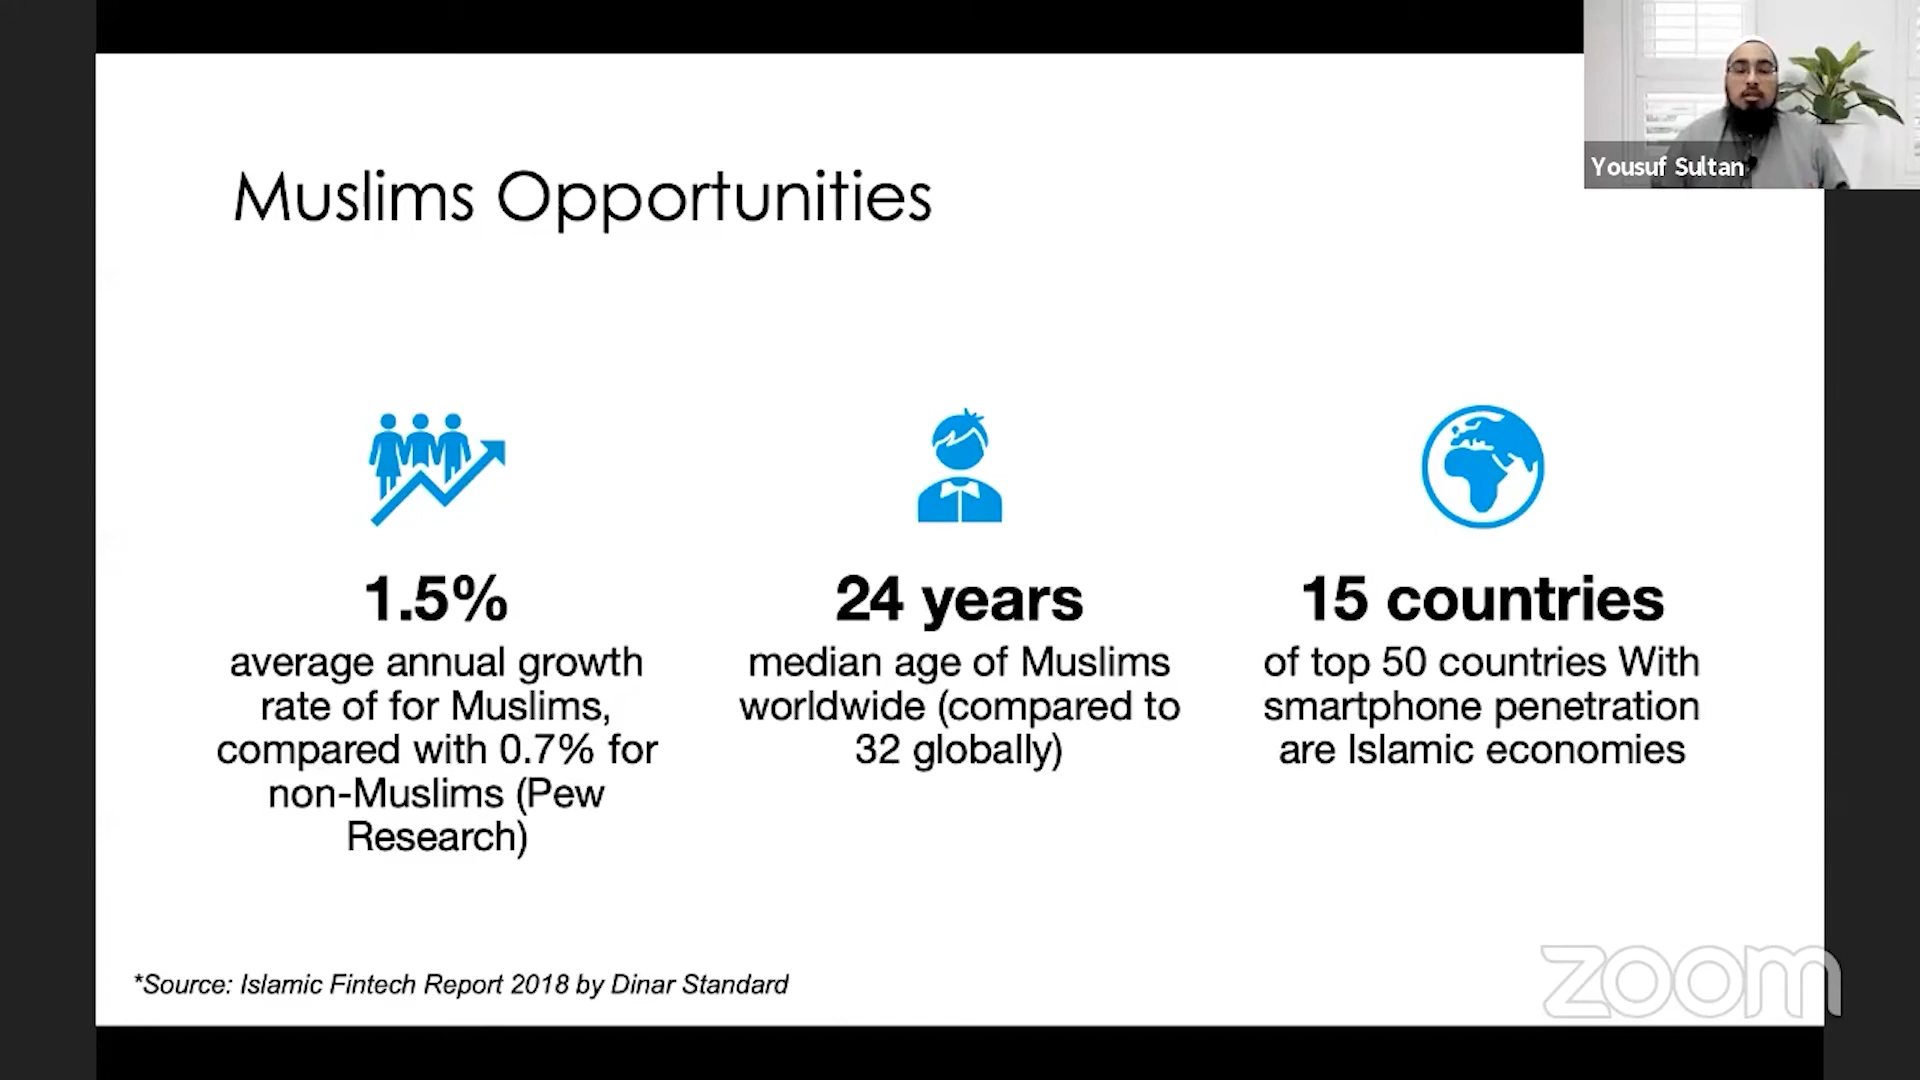 Yousuf Sultan
Muslims Opportunities
1.5%
average annual growth
rate of for Muslims,
compared with 0.7% for
non-Muslims (Pew
Research)
24 years
median age of Muslims
worldwide (compared to
32 globally)
15 countries
of top 50 countries With
smartphone penetration
are Islamic economies
*Source: Islamic Fintech Report 2018 by Dinar Standard
zoom